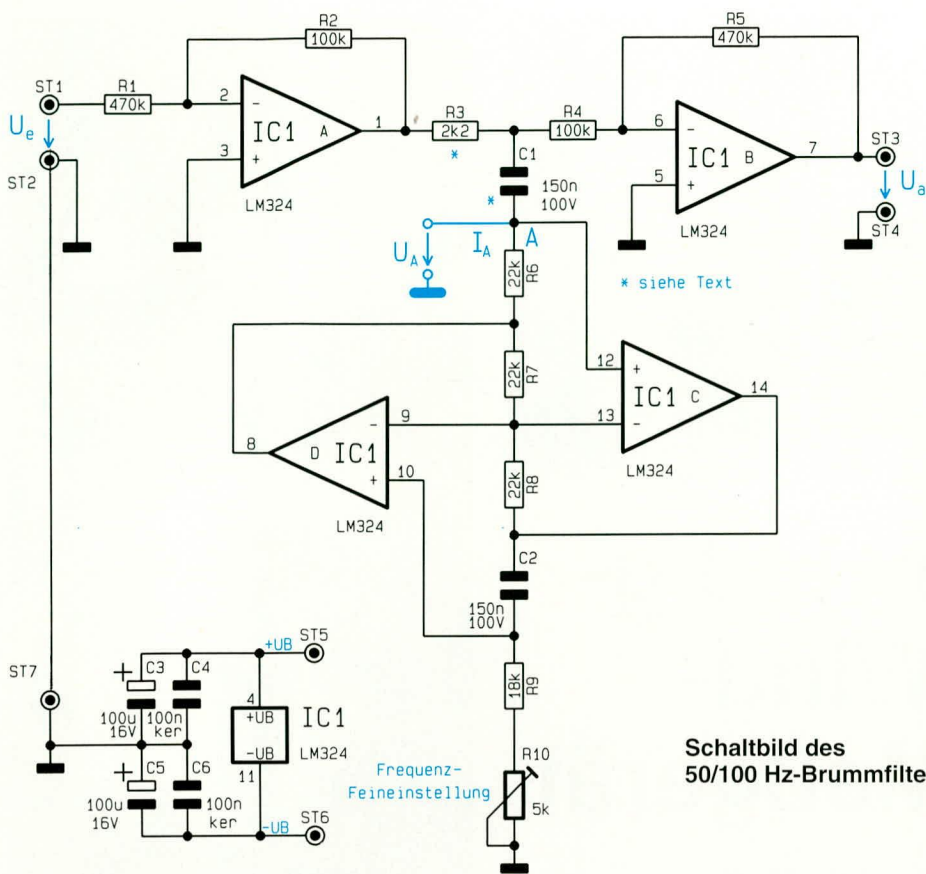 R2
100k
R5
470k
ST1
R1
470k
2
−
IC1
A
1
3
+
LM324
R3
2k2
*
R4
100k
6
−
IC1
B
7
5
+
LM324
ST3
Ue
ST2
C1
150n
100V
*
Ua
ST4
UA
IA
A
R6
22k
* siehe Text
R7
22k
12
+
IC1
C
14
13
−
LM324
9
−
8
D
IC1
10
+
LM324
R8
22k
C2
150n
100V
R9
18k
ST7
+UB
ST5
+
C3
C4
100u
16V
100n
ker
4
+UB
-UB
11
IC1
LM324
+
C5
C6
100u
16V
100n
ker
-UB
ST6
Frequenz-
Feineinstellung
R10
5k
Schaltbild des
50/100 Hz-Brummfilte